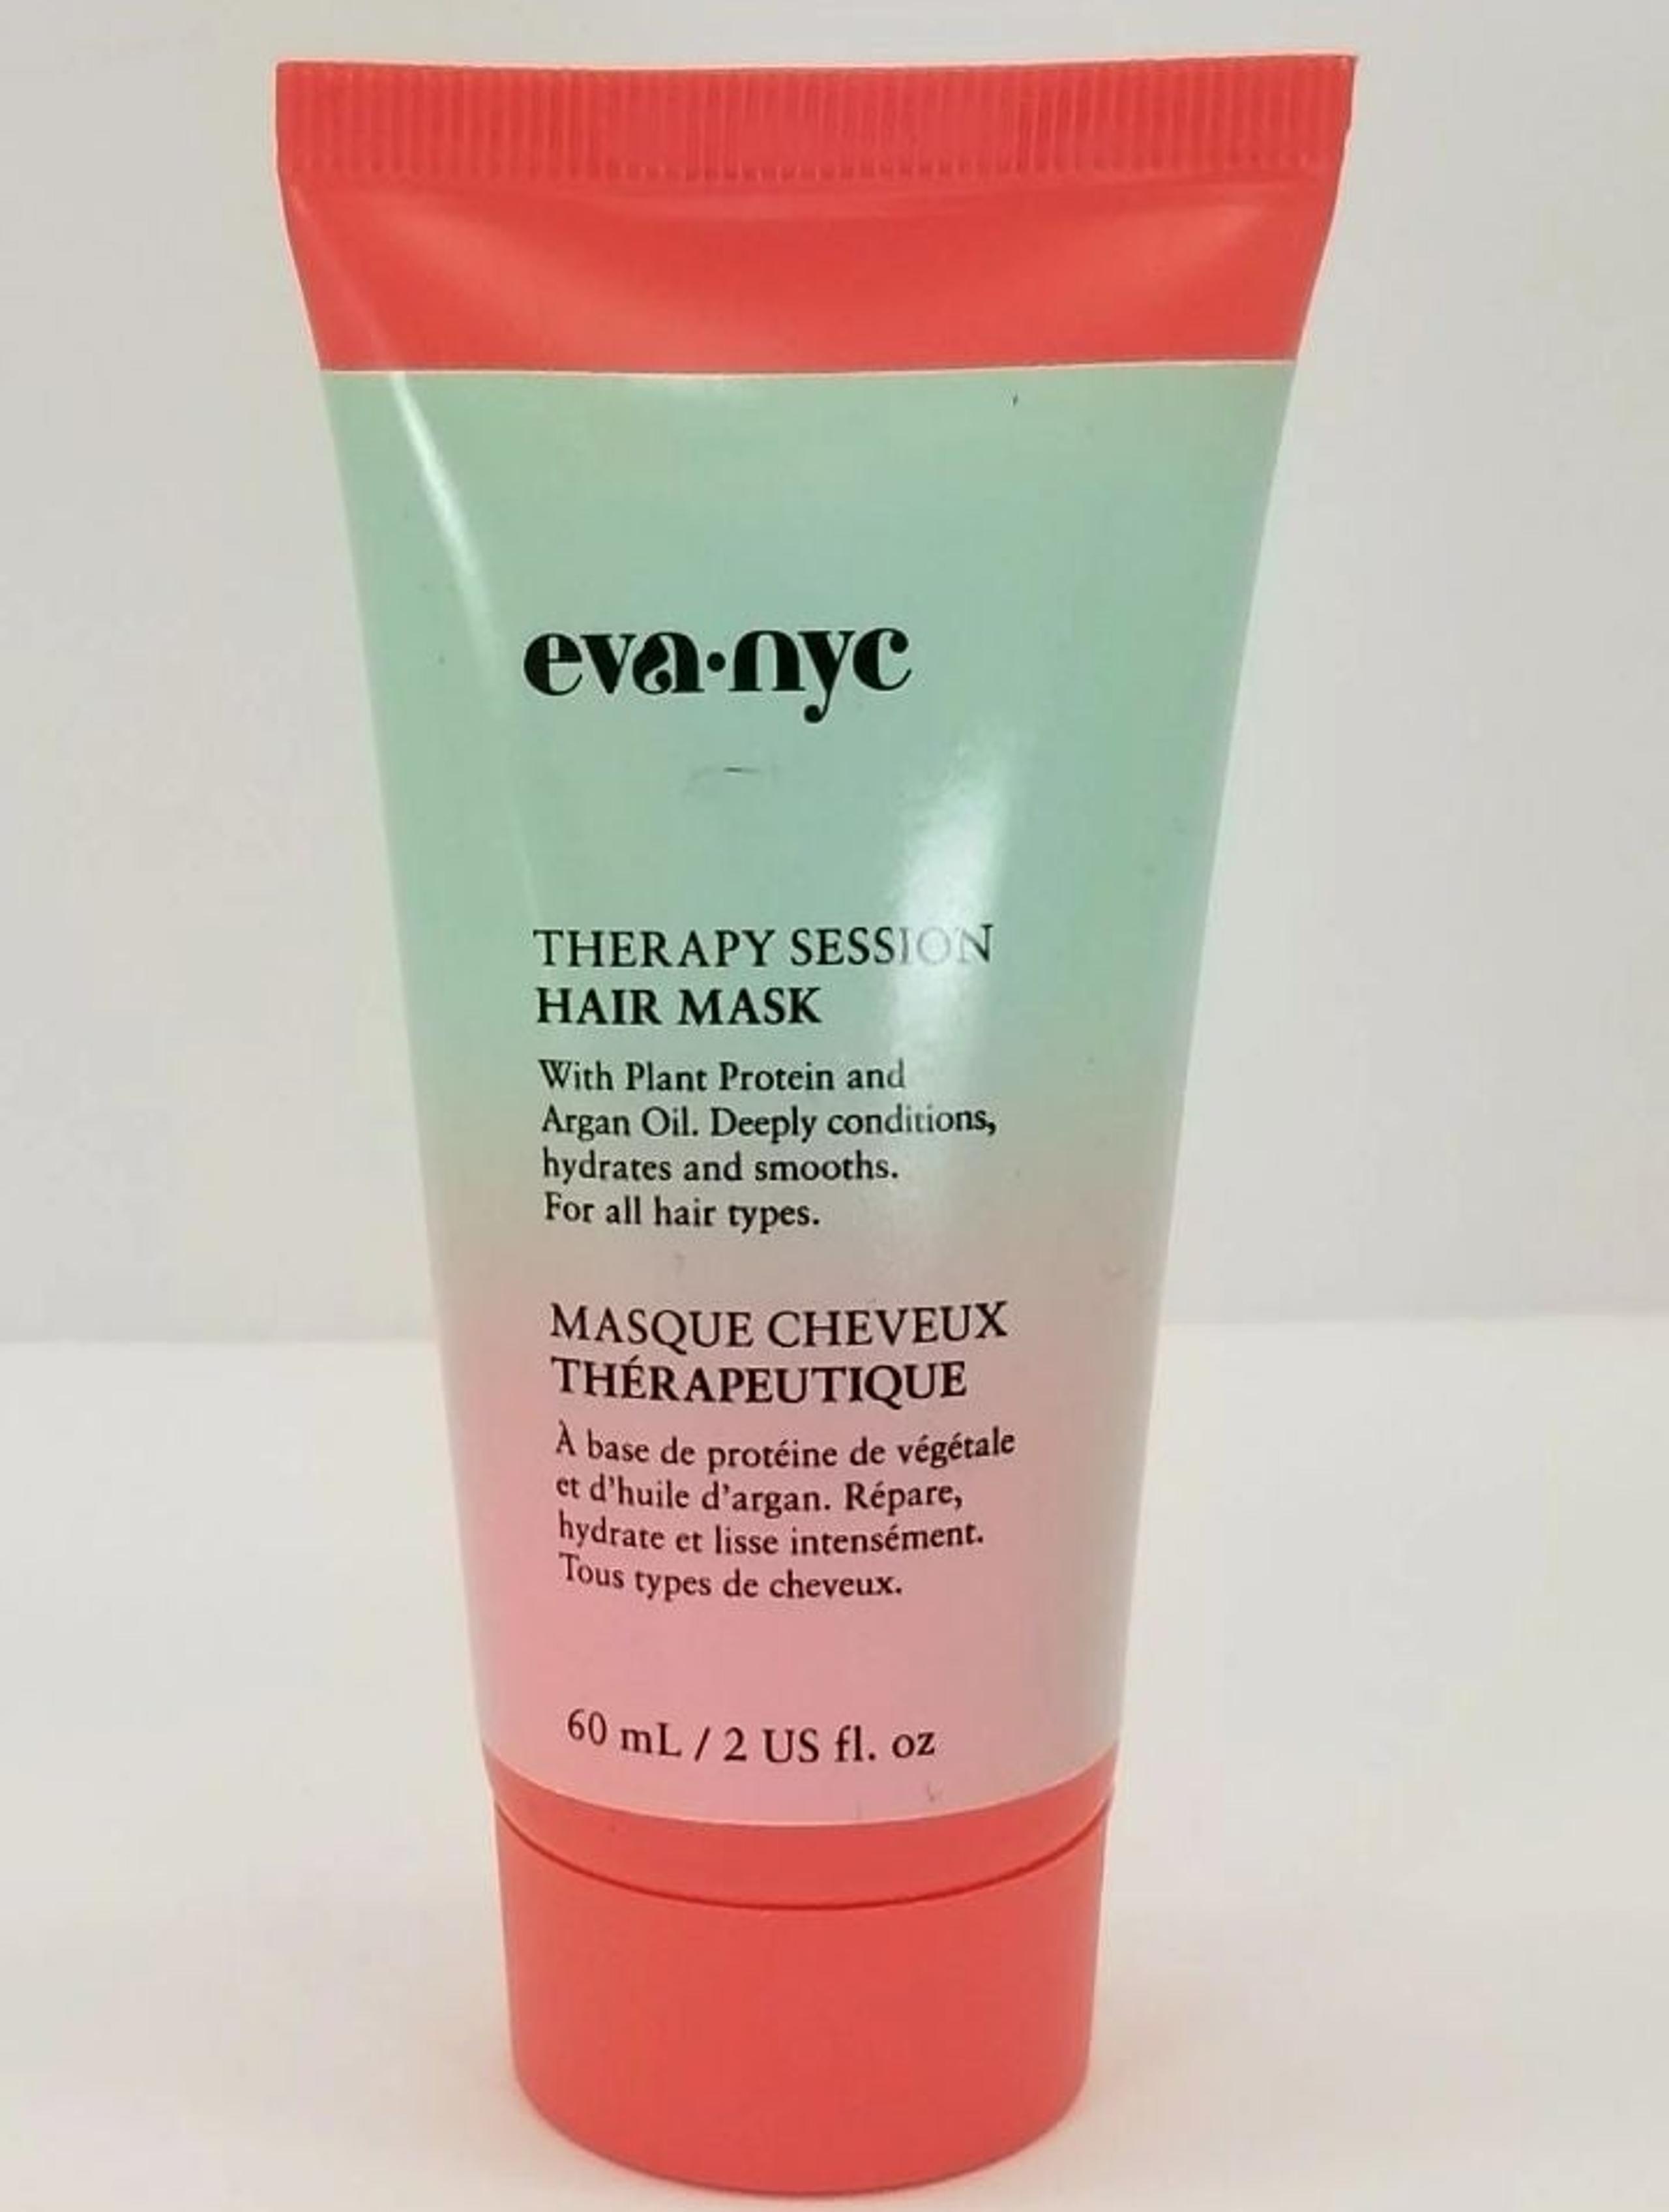 eva·nyc
THERAPY SESSION
HAIR MASK
With Plant Protein and
Argan Oil. Deeply conditions,
hydrates and smooths.
For all hair types.
MASQUE CHEVEUX
THÉRAPEUTIQUE
À base de protéine de végétale
et d'huile d'argan. Répare,
hydrate et lisse intensément.
Tous types de cheveux.
60 mL / 2 US fl. oz